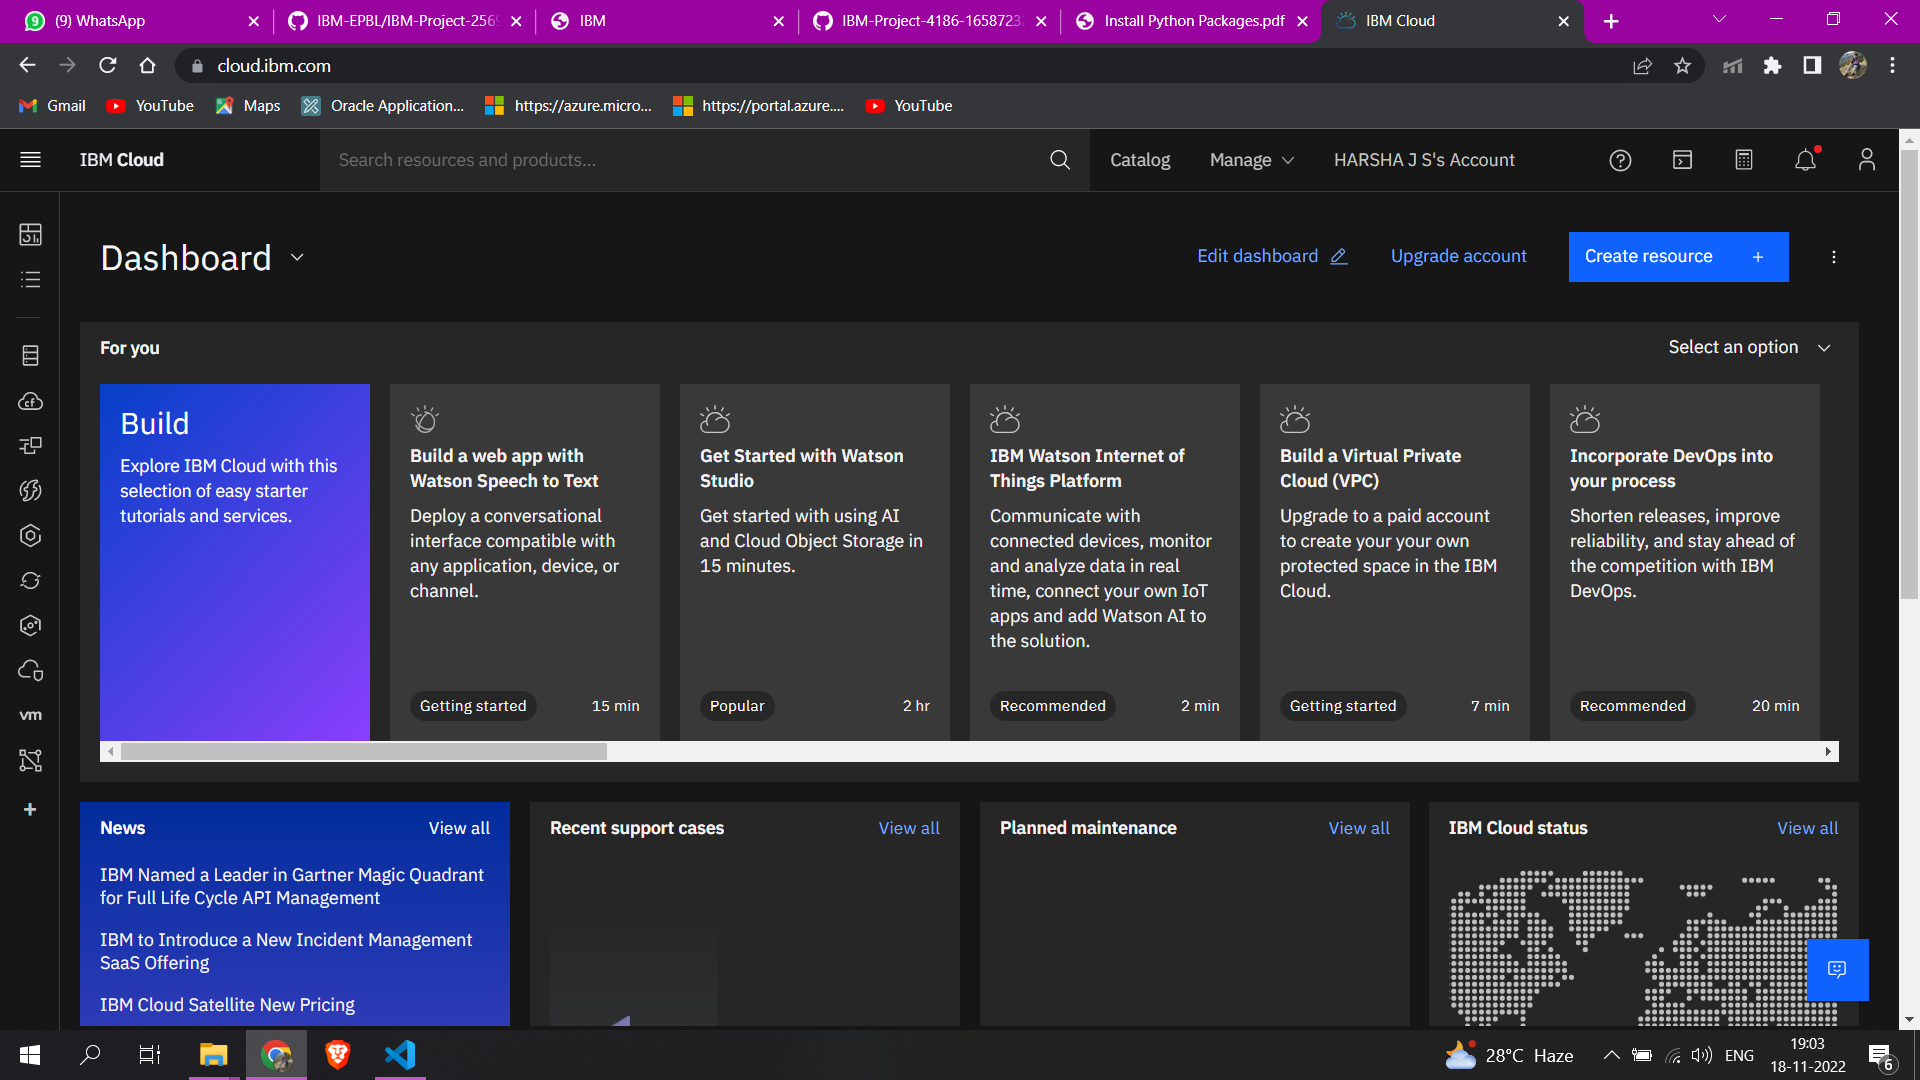 9 (9) WhatsApp
IBM-EPBL/IBM-Project-2569
IBM
IBM-Project-4186-16587232
Install Python Packages.pdf
IBM Cloud
cloud.ibm.com
Gmail
YouTube
Maps
Oracle Application...
https://azure.micro...
https://portal.azure....
YouTube
IBM Cloud
Search resources and products...
Catalog
Manage
HARSHA J S's Account
Dashboard
Edit dashboard
Upgrade account
Create resource +
For you
Select an option
Build
Explore IBM Cloud with this
selection of easy starter
tutorials and services.
Build a web app with
Watson Speech to Text
Deploy a conversational
interface compatible with
any application, device, or
channel.
Getting started 15 min
Get Started with Watson
Studio
Get started with using AI
and Cloud Object Storage in
15 minutes.
Popular 2 hr
IBM Watson Internet of
Things Platform
Communicate with
connected devices, monitor
and analyze data in real
time, connect your own IoT
apps and add Watson AI to
the solution.
Recommended 2 min
Build a Virtual Private
Cloud (VPC)
Upgrade to a paid account
to create your your own
protected space in the IBM
Cloud.
Getting started 7 min
Incorporate DevOps into
your process
Shorten releases, improve
reliability, and stay ahead of
the competition with IBM
DevOps.
Recommended 20 min
cf
vm
News View all
IBM Named a Leader in Gartner Magic Quadrant
for Full Life Cycle API Management
IBM to Introduce a New Incident Management
SaaS Offering
IBM Cloud Satellite New Pricing
Recent support cases View all
Planned maintenance View all
IBM Cloud status View all
28°C Haze
ENG
19:03
18-11-2022
6